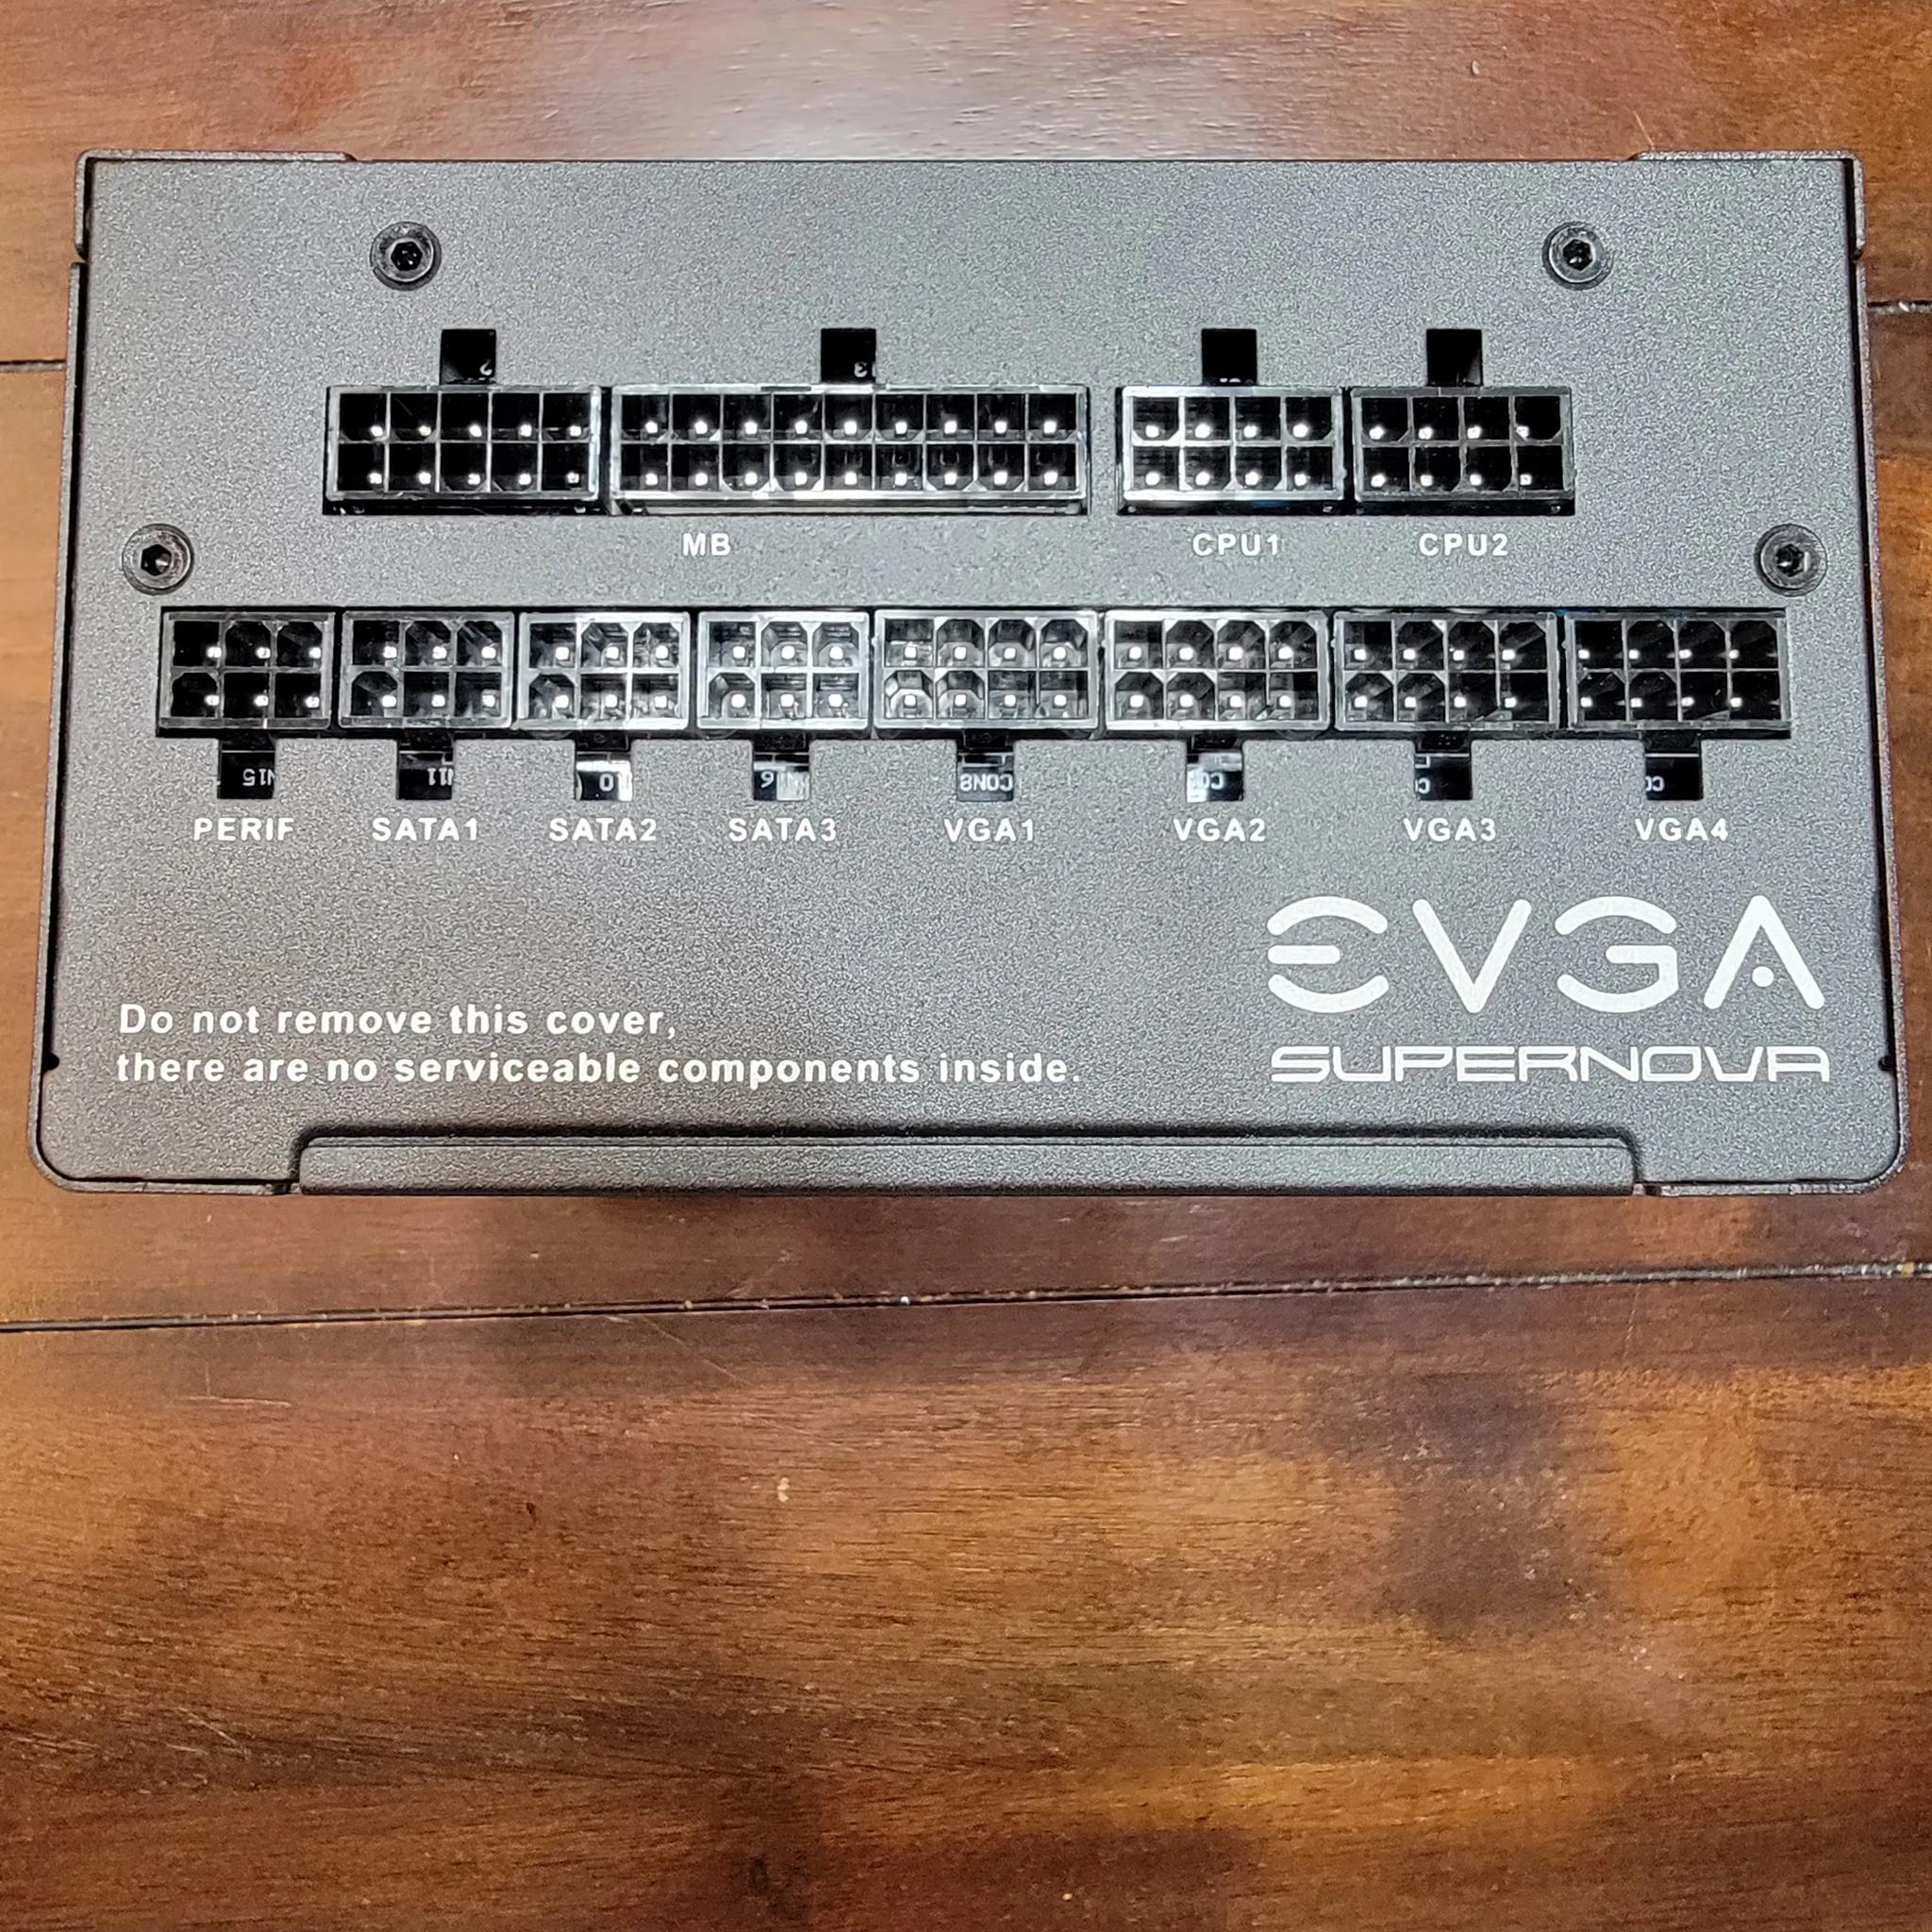 MB CPU1 CPU2
PERIF SATA1 SATA2 SATA3 VGA1 VGA2 VGA3 VGA4
EVGA
SUPERNOVA
Do not remove this cover,
there are no serviceable components inside.